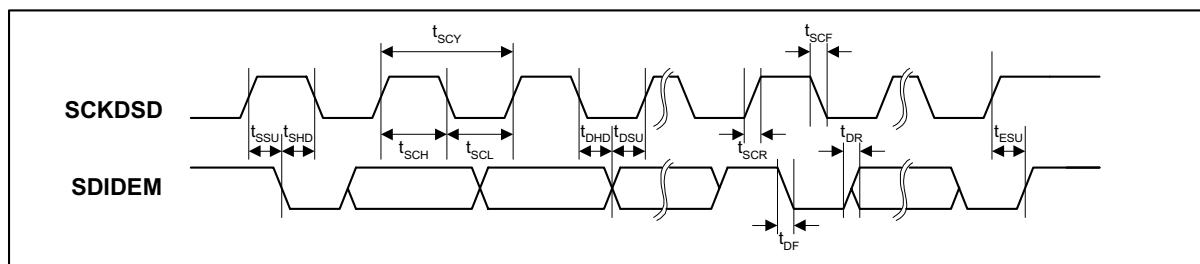 tSCY
tSCF
SCKDSD
tSSU tSHD
tSCH tSCL
tDHD tDSU
tSCR
tDR
tESU
SDIDEM
tDF